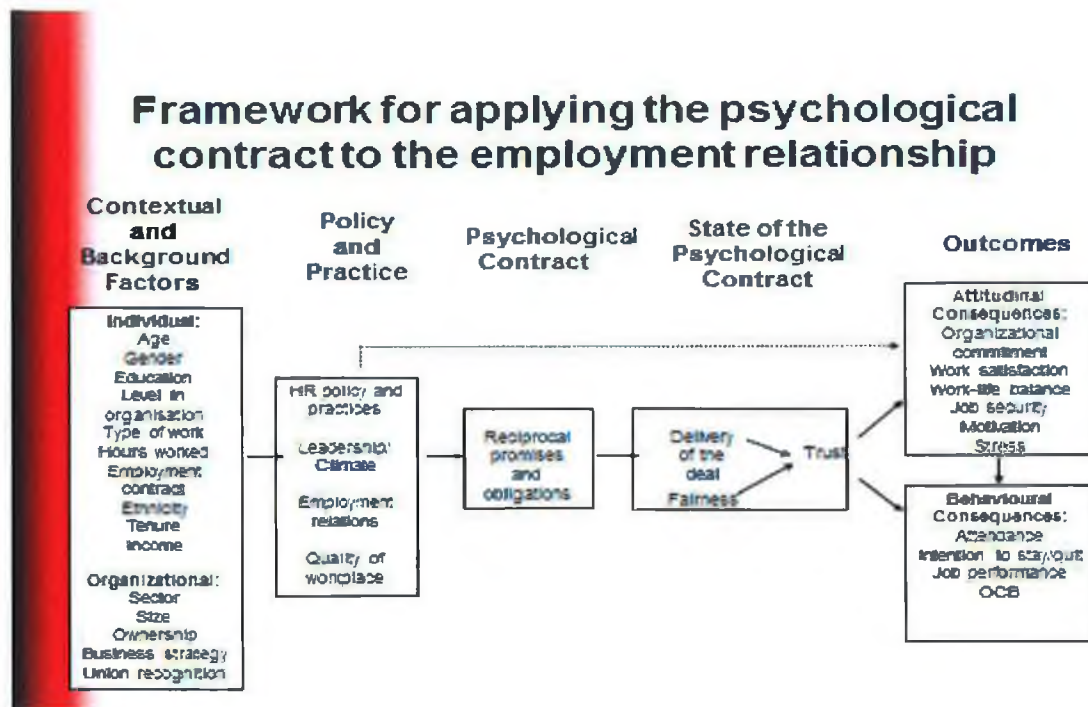 Framework for applying the psychological
contract to the employment relationship
Contextual
and
Background
Factors
Individual:
Age
Gender
Education
Level in
organisation
Type of work
Hours worked
Employment
contract
Ethnicity
Tenure
Income
Organizational:
Sector
Size
Ownership
Business strategy
Union recognition
Policy
and
Practice
HR policy and
practices
Leadership:
Climate
Employment
relations
Quality of
workplace
Psychological
Contract
Reciprocal
promises
and
obligations
State of the
Psychological
Contract
Delivery
of the
deal
Fairness
Trust
Outcomes
Attitudinal
Consequences:
Organizational
commitment
Work satisfaction
Work-life balance
Job security
Motivation
Stress
Behavioural
Consequences:
Attendance
Intention to stay/quit
Job performance
OCB